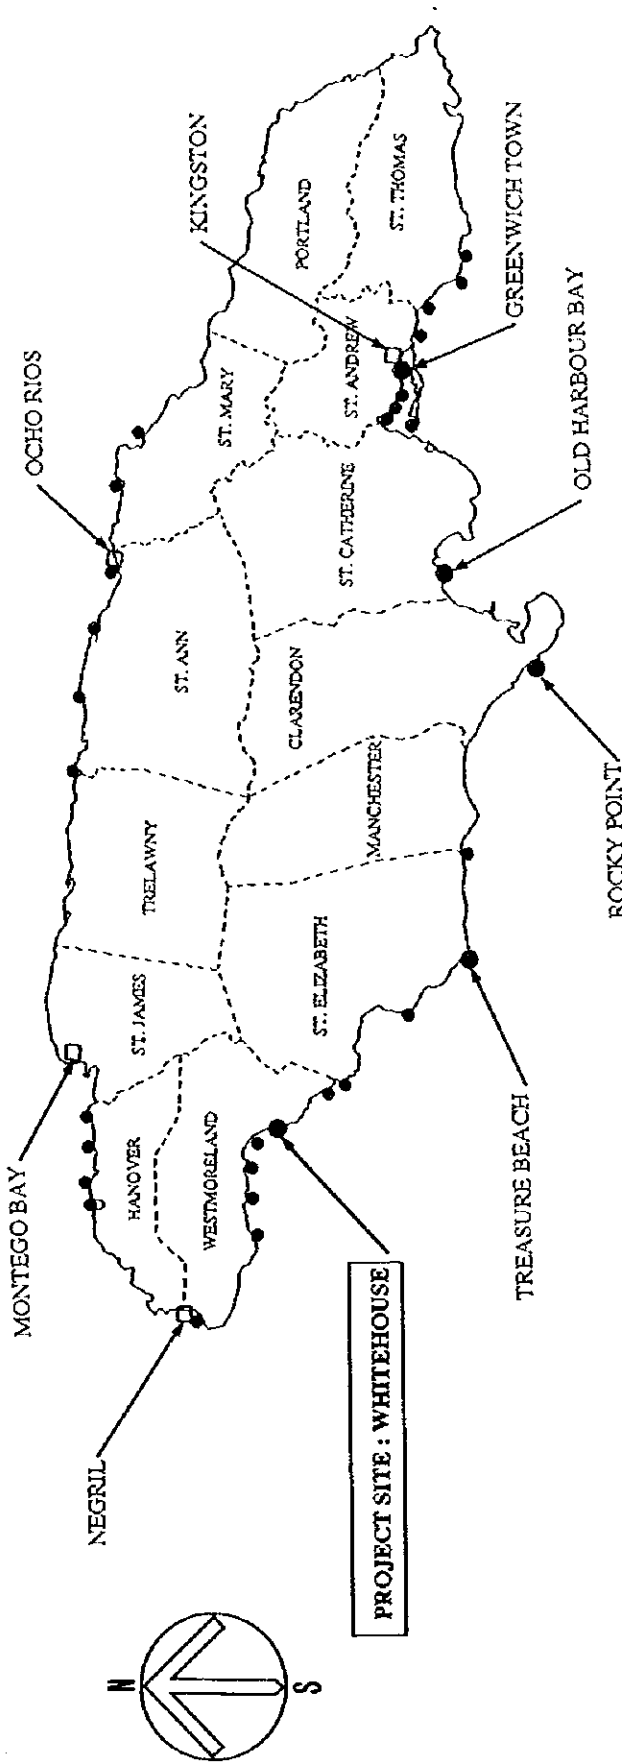 OCHO RIOS
KINGSTON
MONTEGO BAY
NEGRIL
HANOVER
ST. JAMES
TRELAWNY
ST. ANN
ST. MARY
PORTLAND
WESTMORELAND
ST. ELIZABETH
MANCHESTER
CLARENDON
ST. CATHERINE
ST. ANDREW
ST. THOMAS
GREENWICH TOWN
OLD HARBOUR BAY
ROCKY POINT
TREASURE BEACH
PROJECT SITE : WHITEHOUSE
N
S